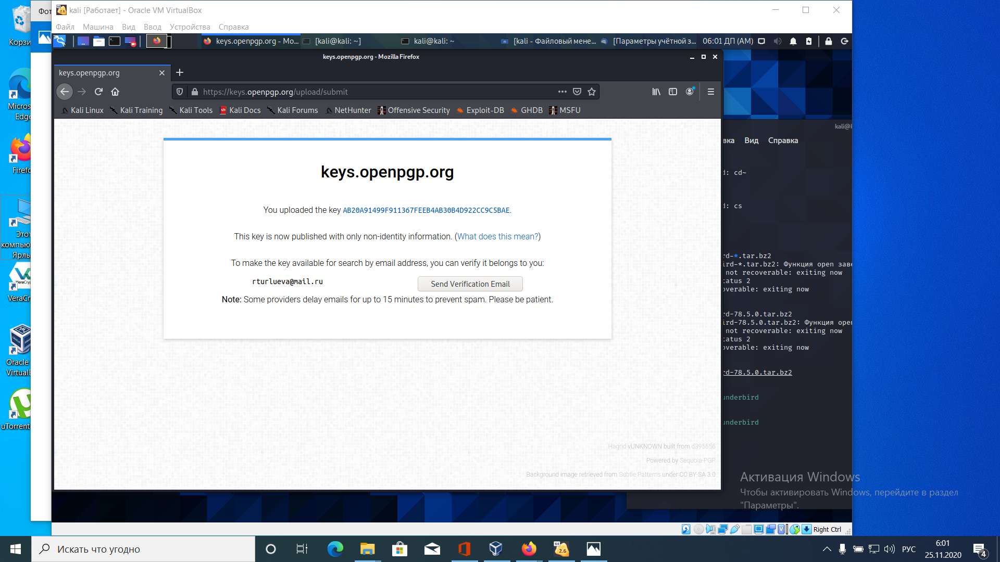 Фот
kali [Работает] - Oracle VM VirtualBox
Файл Машина Вид Ввод Устройства Справка
keys.openpgp.org - Mo...
[kali@kali: ~]
kali@kali: ~
[kali - Файловый мене...
[Параметры учётной з...
06:01 ДП (AM)
keys.openpgp.org - Mozilla Firefox
keys.openpgp.org
https://keys.openpgp.org/upload/submit
Kali Linux Kali Training Kali Tools Kali Docs Kali Forums NetHunter Offensive Security Exploit-DB GHDB MSFU
keys.openpgp.org
You uploaded the key AB20A91499F911367FEEB4AB30B4D922CC9C5BAE.
This key is now published with only non-identity information. (What does this mean?)
To make the key available for search by email address, you can verify it belongs to you:
rturlueva@mail.ru
Send Verification Email
Note: Some providers delay emails for up to 15 minutes to prevent spam. Please be patient.
Hagrid vUNKNOWN built from d395556
Powered by Sequoia-PGP
Background image retrieved from Subtle Patterns under CC BY-SA 3.0
kali@k
вка Вид Справка
d: cd~
d: cs
rd-*.tar.bz2
ird-*.tar.bz2: Функция open заве
not recoverable: exiting now
tatus 2
overable: exiting now
rd-78.5.0.tar.bz2
ird-78.5.0.tar.bz2: Функция open
not recoverable: exiting now
tatus 2
overable: exiting now
rd-78.5.0.tar.bz2
underbird
underbird
Активация Windows
Чтобы активировать Windows, перейдите в раздел
"Параметры".
Right Ctrl
Корзи
Micros
Edge
Firefo
Этот
компью
Ярлы
VeraCrypt
VeraCr
Oracle
VirtualB
uTorrent
Искать что угодно
64
2.6
РУС
6:01
25.11.2020
4